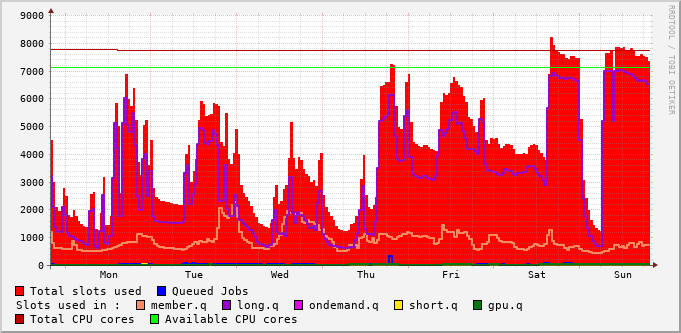 9000
8000
7000
6000
5000
4000
3000
2000
1000
0
Mon Tue Wed Thu Fri Sat Sun
RRDTOOL / TOBI OETIKER
Total slots used Queued Jobs
Slots used in : member.q long.q ondemand.q short.q gpu.q
Total CPU cores Available CPU cores